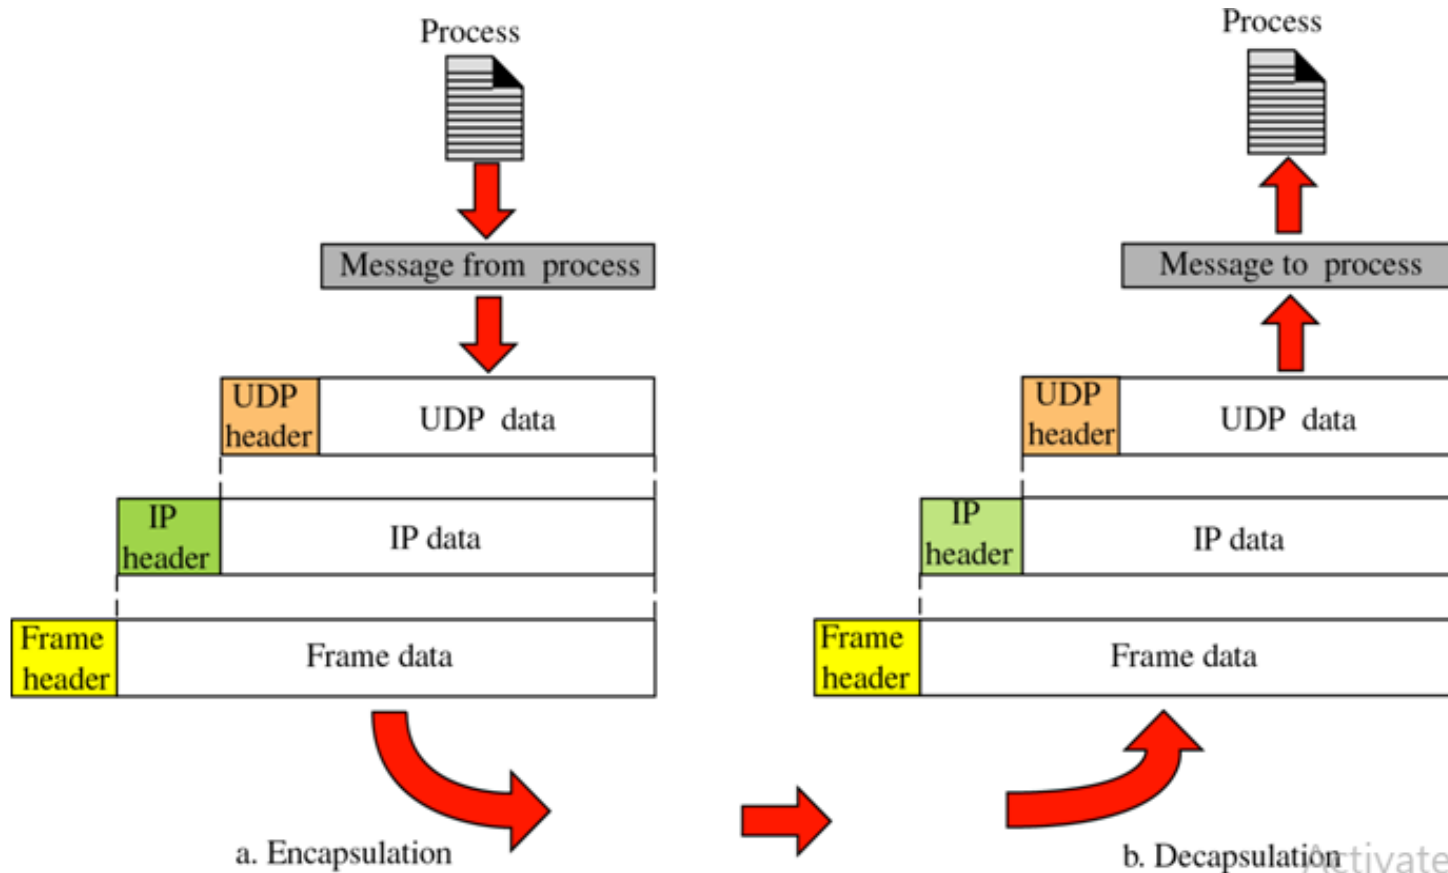 Process
Message from process
UDP
header
UDP data
IP
header
IP data
Frame
header
Frame data
a. Encapsulation
Process
Message to process
UDP
header
UDP data
IP
header
IP data
Frame
header
Frame data
b. Decapsulation
Activate